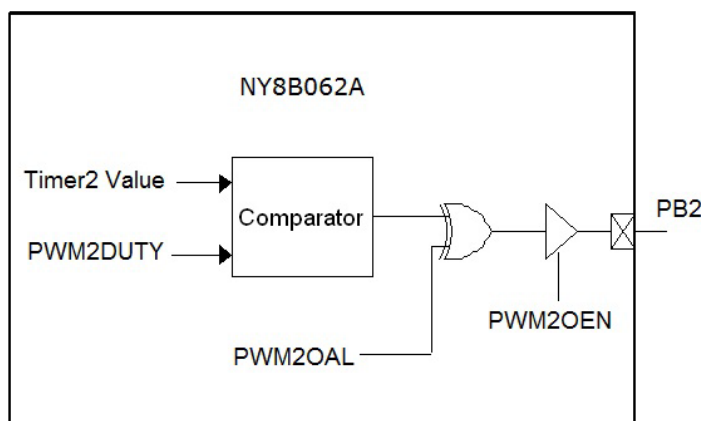 NY8B062A
Timer2 Value
Comparator
PB2
PWM2DUTY
PWM2OEN
PWM2OAL